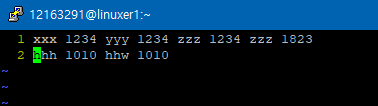 12163291@linuxer1:~
1 xxx 1234 yyy 1234 zzz 1234 zzz 1823
2 hhh 1010 hhw 1010
~
~